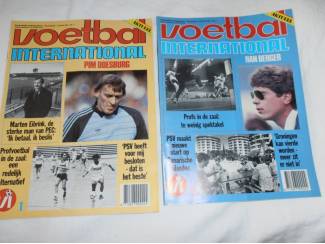 voetbal
INTERNATIONAL
PIM DOESBURG
Marten Eibrink, de
sterke man van PEC:
'Ik betaal, ik beslis'
Profvoetbal
in de zaal:
een
redelijk
alternatief
'PSV heeft
voor mij
besloten
- dat is
het beste'
voetbal
INTERNATIONAL
HAN BERGER
Profs in de zaal:
te weinig spektakel
PSV maakt
nieuwe
start op
Groningen
kan vierde
worden -
meer zit
er niet in'